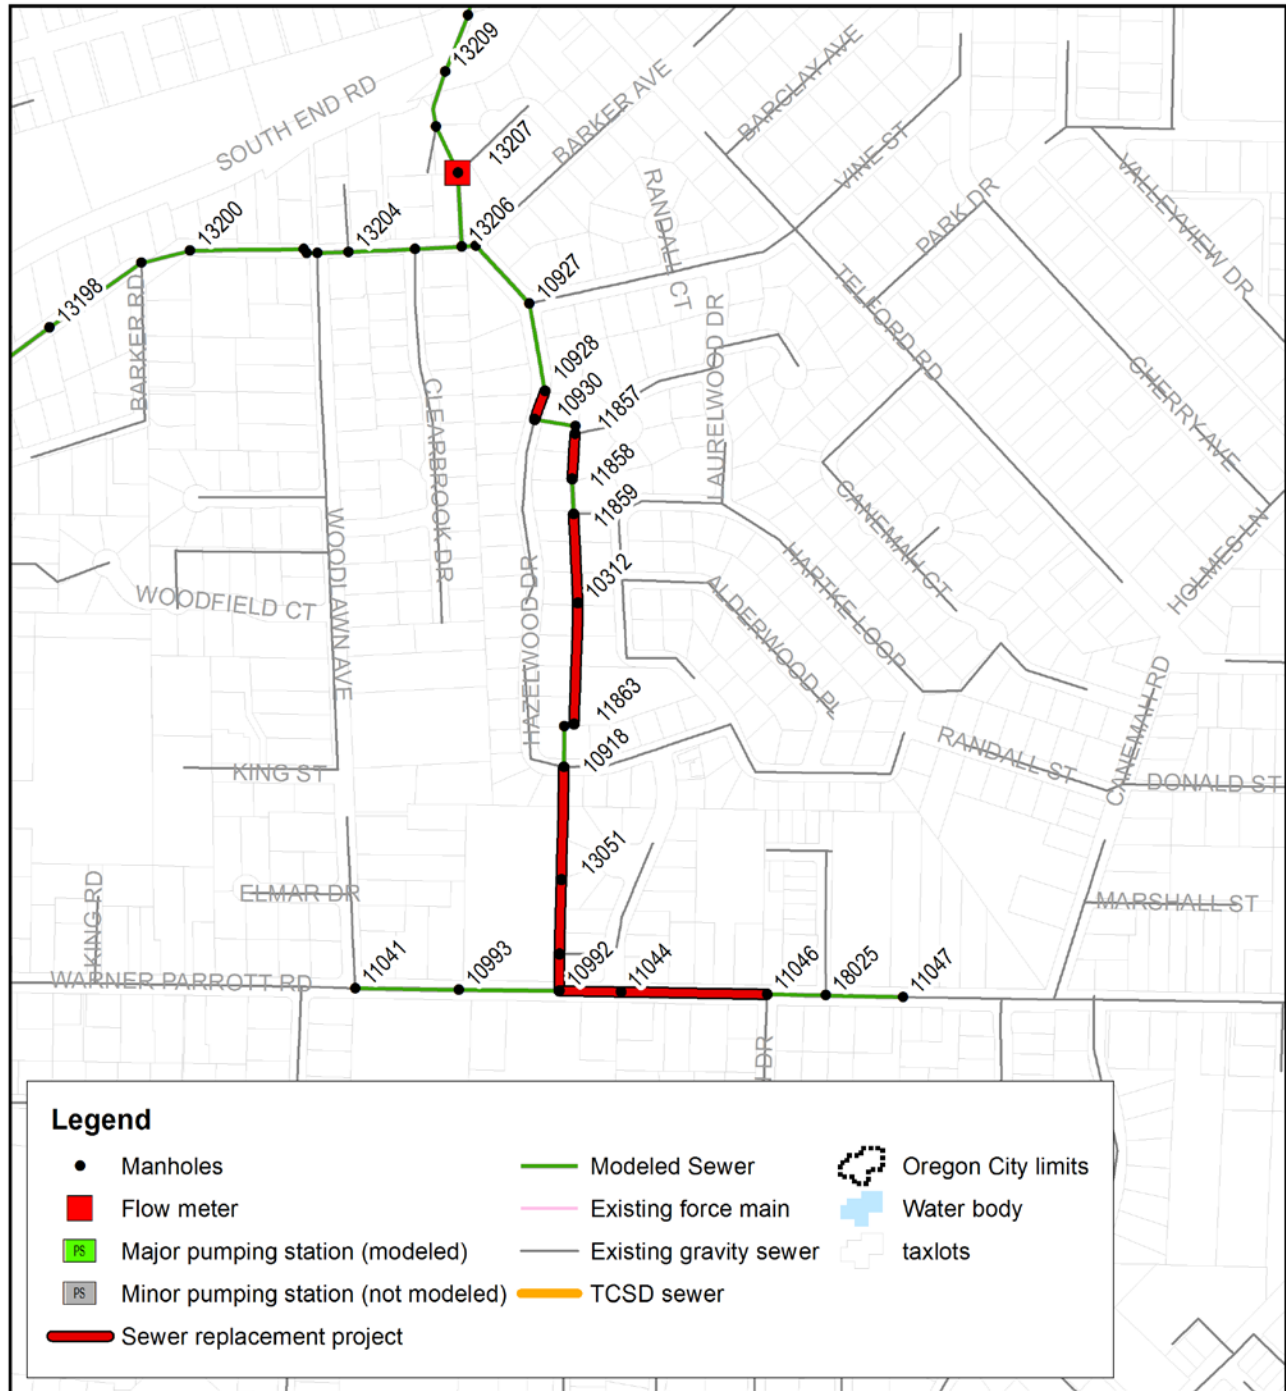 13209
SOUTH END RD
13207
BARKER AVE
BARCLAY AVE
VINE ST
VALLEYVIEW DR
13200
13204
13206
RANDALL CT
PARK DR
13198
BARKER RD
10927
TELFORD RD
LAURELWOOD DR
10928
10930
11857
CLEARBROOK DR
CHERRY AVE
11858
11859
CANEMAH CT
HOLMES LN
WOODLAWN AVE
WOODFIELD CT
10312
HAZELWOOD DR
HARTKE LOOP
ALDERWOOD PL
11863
10918
CANEMAH RD
RANDALL ST
KING ST
DONALD ST
13051
KING RD
ELMAR DR
MARSHALL ST
WARNER PARROTT RD
11041
10993
10992
11044
11046
18025
11047
DR
Legend
Manholes
Modeled Sewer
Oregon City limits
Flow meter
Existing force main
Water body
PS
Major pumping station (modeled)
Existing gravity sewer
taxlots
PS
Minor pumping station (not modeled)
TCSD sewer
Sewer replacement project